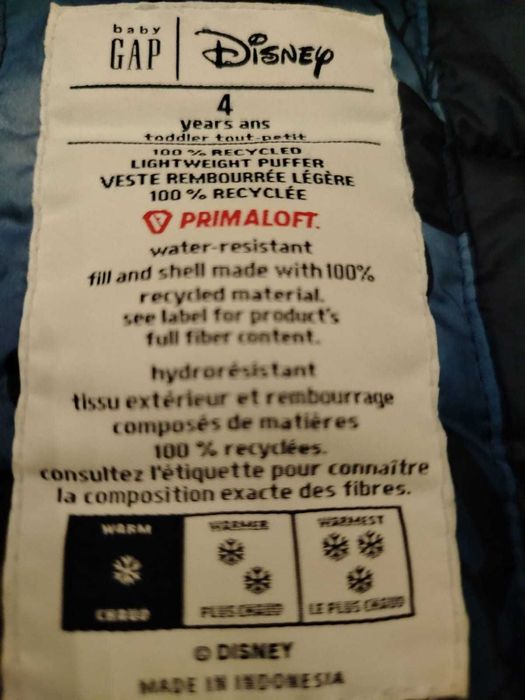 baby
GAP
Disney
4
years ans
toddler tout-petit
100 % RECYCLED
LIGHTWEIGHT PUFFER
VESTE REMBOURRÉE LÉGÈRE
100 % RECYCLÉE
PRIMALOFT.
water-resistant
fill and shell made with 100%
recycled material.
see label for product's
full fiber content.
hydrorésistant
tissu extérieur et rembourrage
composés de matières
100 % recyclées.
consultez l'étiquette pour connaître
la composition exacte des fibres.
WARM
CHAUD
WARMER
PLUS CHAUD
WARMEST
LE PLUS CHAUD
© DISNEY
MADE IN INDONESIA